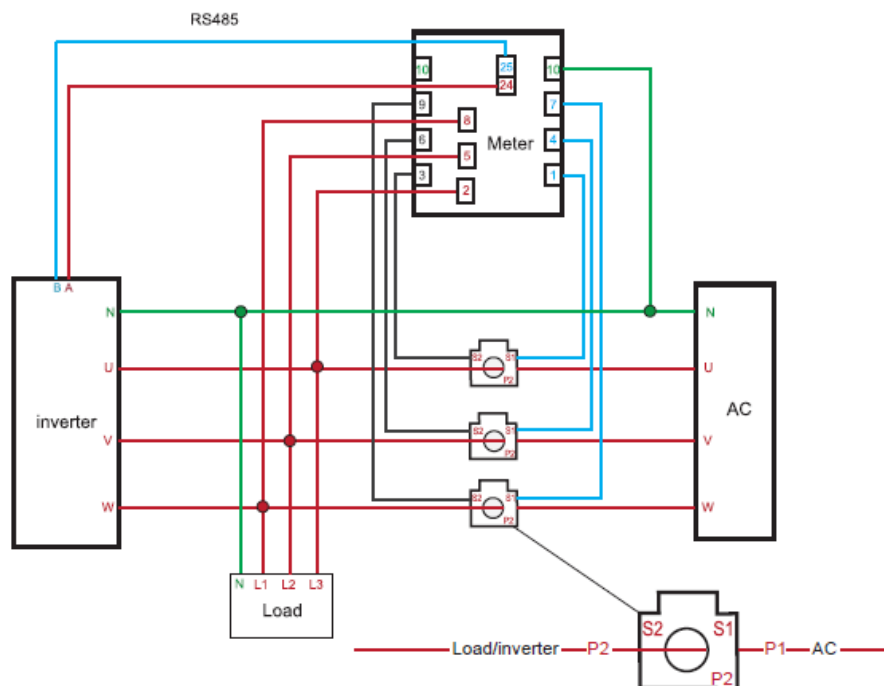 RS485
10 25 10
24
9 7
8
6 Meter 4
5
3 1
2
B A
N N
S2 S1
U P2 U
inverter AC
S2 S1
V P2 V
S2 S1
W P2 W
N L1 L2 L3
Load
S2 S1
Load/inverter P2 P1 AC
P2